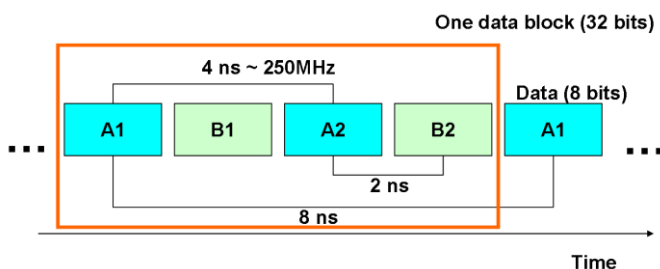 One data block (32 bits)
4 ns ~ 250MHz
Data (8 bits)
... A1 B1 A2 B2 A1 ...
2 ns
8 ns
Time